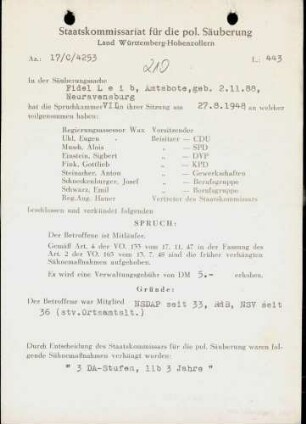 Staatskommissariat für die pol. Säuberung
Land Württemberg-Hohenzollern
Az.: 17/C/4253
L. 443
210
In der Säuberungssache
Fidel Leib, Amtsbote, geb. 2.11.88,
Neuravensburg
hat die Spruchkammer VII in ihrer Sitzung am 27.8.1948 an welcher
teilgenommen haben:
Regierungsassessor Wax Vorsitzender
Uhl, Eugen - Beisitzer — CDU
Musch, Alois - — SPD
Einstein, Sigbert - — DVP
Fink, Gottlieb - — KPD
Steinacher, Anton - — Gewerkschaften
Schneckenburger, Josef - — Berufsgruppe
Schwarz, Emil - — Berufsgruppe
Reg.Ang. Hauer Vertreter des Staatskommissars
beschlossen und verkündet folgenden
SPRUCH:
Der Betroffene ist Mitläufer.
Gemäß Art. 4 der VO. 133 vom 17. 11. 47 in der Fassung des
Art. 2 der VO. 165 vom 13. 7. 48 sind die früher verhängten
Sühnemaßnahmen aufgehoben.
Es wird eine Verwaltungsgebühr von DM 5.- erhoben.
Gründe:
Der Betroffene war Mitglied NSDAP seit 33, RdB, NSV seit
36 (stv.Ortsamtslt.)
Durch Entscheidung des Staatskommissars für die pol. Säuberung waren fol-
gende Sühnemaßnahmen verhängt worden:
" 3 DA-Stufen, 11b 3 Jahre "